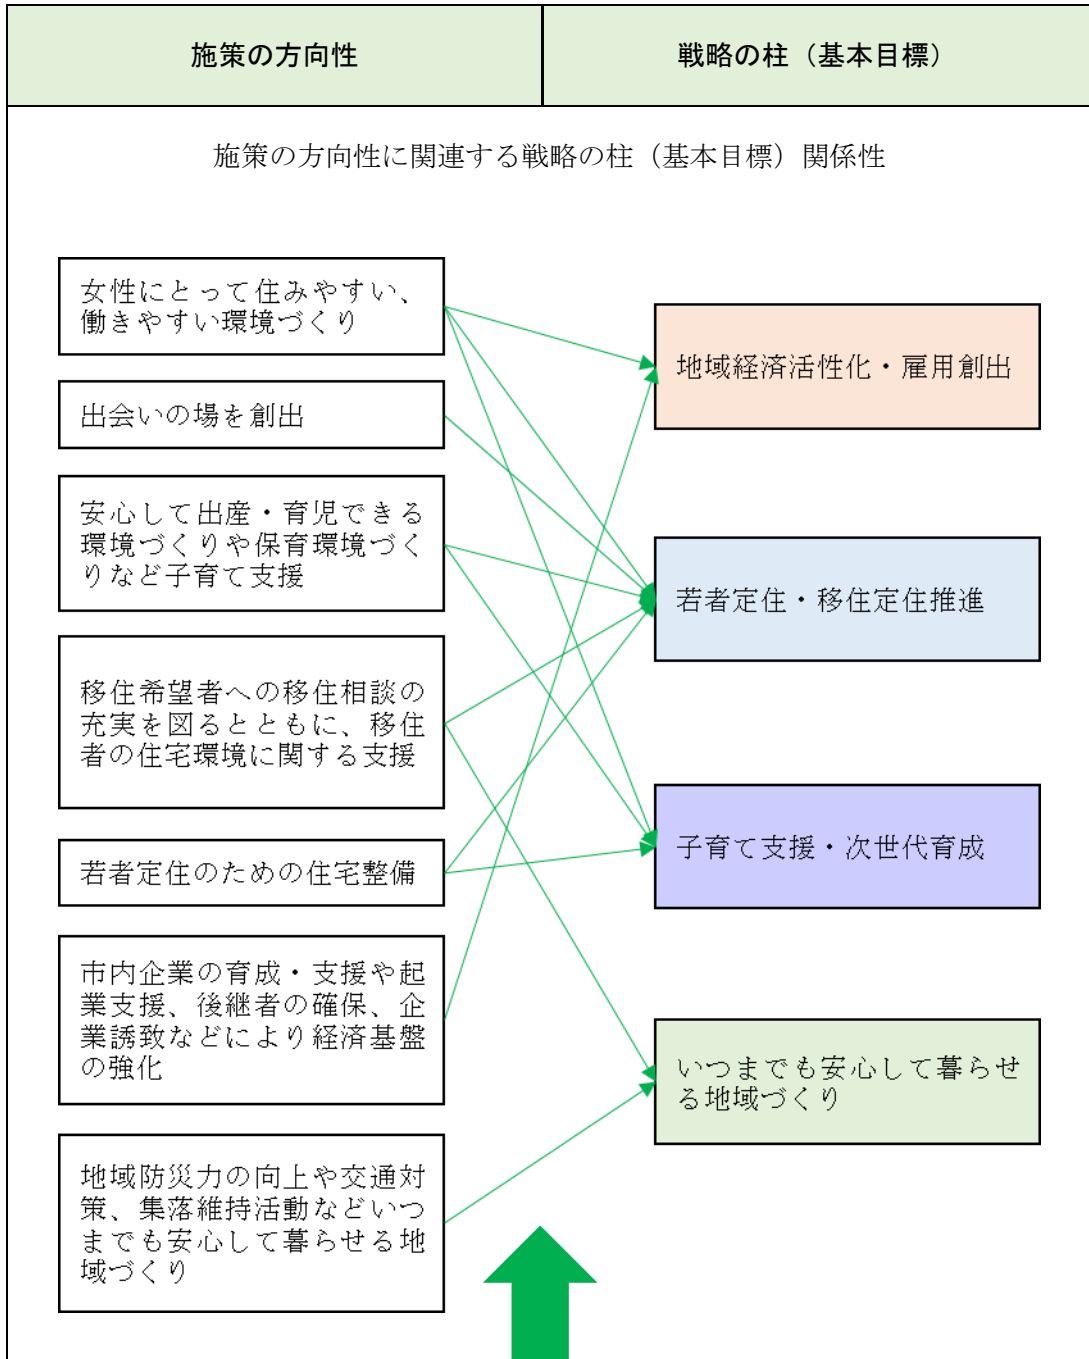 施策の方向性
戦略の柱（基本目標）
施策の方向性に関連する戦略の柱（基本目標）関係性
女性にとって住みやすい、
働きやすい環境づくり
出会いの場を創出
安心して出産・育児できる
環境づくりや保育環境づく
りなど子育て支援
移住希望者への移住相談の
充実を図るとともに、移住
者の住宅環境に関する支援
若者定住のための住宅整備
市内企業の育成・支援や起
業支援、後継者の確保、企
業誘致などにより経済基盤
の強化
地域防災力の向上や交通対
策、集落維持活動などいつ
までも安心して暮らせる地
域づくり
地域経済活性化・雇用創出
若者定住・移住定住推進
子育て支援・次世代育成
いつまでも安心して暮らせ
る地域づくり